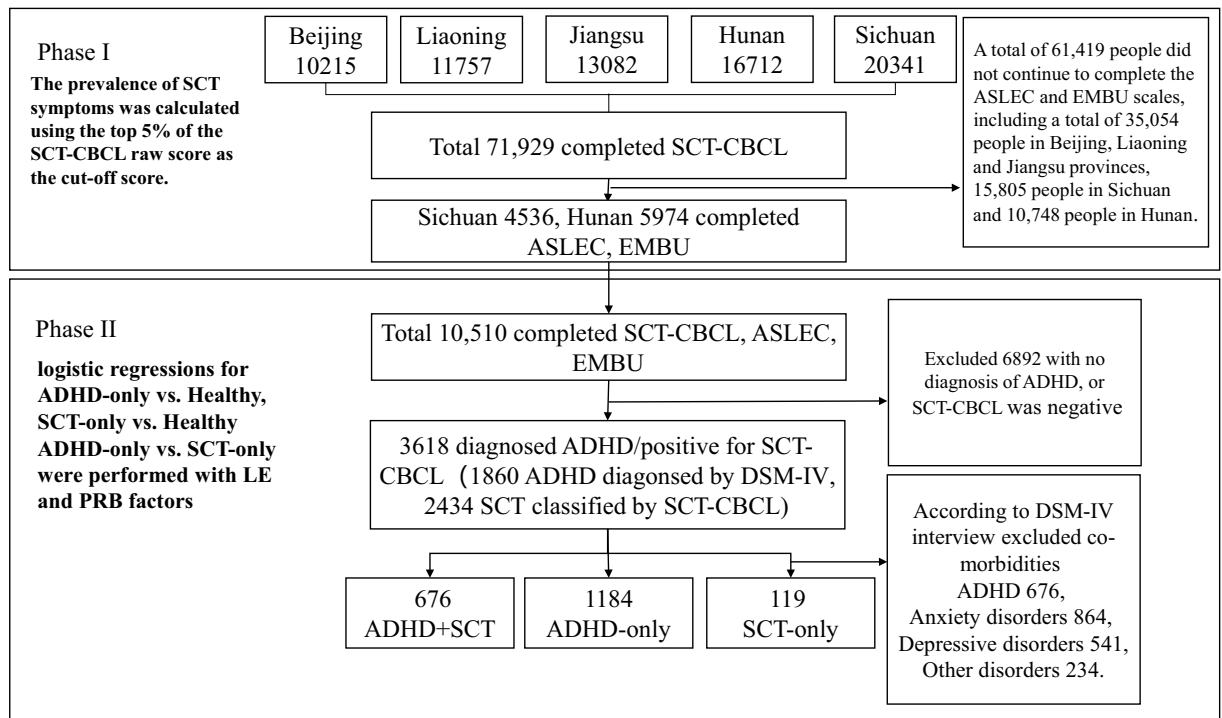 Phase I
The prevalence of SCT
symptoms was calculated
using the top 5% of the
SCT-CBCL raw score as
the cut-off score.
Beijing
10215
Liaoning
11757
Jiangsu
13082
Hunan
16712
Sichuan
20341
Total 71,929 completed SCT-CBCL
Sichuan 4536, Hunan 5974 completed
ASLEC, EMBU
A total of 61,419 people did
not continue to complete the
ASLEC and EMBU scales,
including a total of 35,054
people in Beijing, Liaoning
and Jiangsu provinces,
15,805 people in Sichuan
and 10,748 people in Hunan.
Phase II
logistic regressions for
ADHD-only vs. Healthy,
SCT-only vs. Healthy
ADHD-only vs. SCT-only
were performed with LE
and PRB factors
Total 10,510 completed SCT-CBCL, ASLEC,
EMBU
Excluded 6892 with no
diagnosis of ADHD, or
SCT-CBCL was negative
3618 diagnosed ADHD/positive for SCT-
CBCL（1860 ADHD diagonsed by DSM-IV,
2434 SCT classified by SCT-CBCL)
According to DSM-IV
interview excluded co-
morbidities
ADHD 676,
Anxiety disorders 864,
Depressive disorders 541,
Other disorders 234.
676
ADHD+SCT
1184
ADHD-only
119
SCT-only